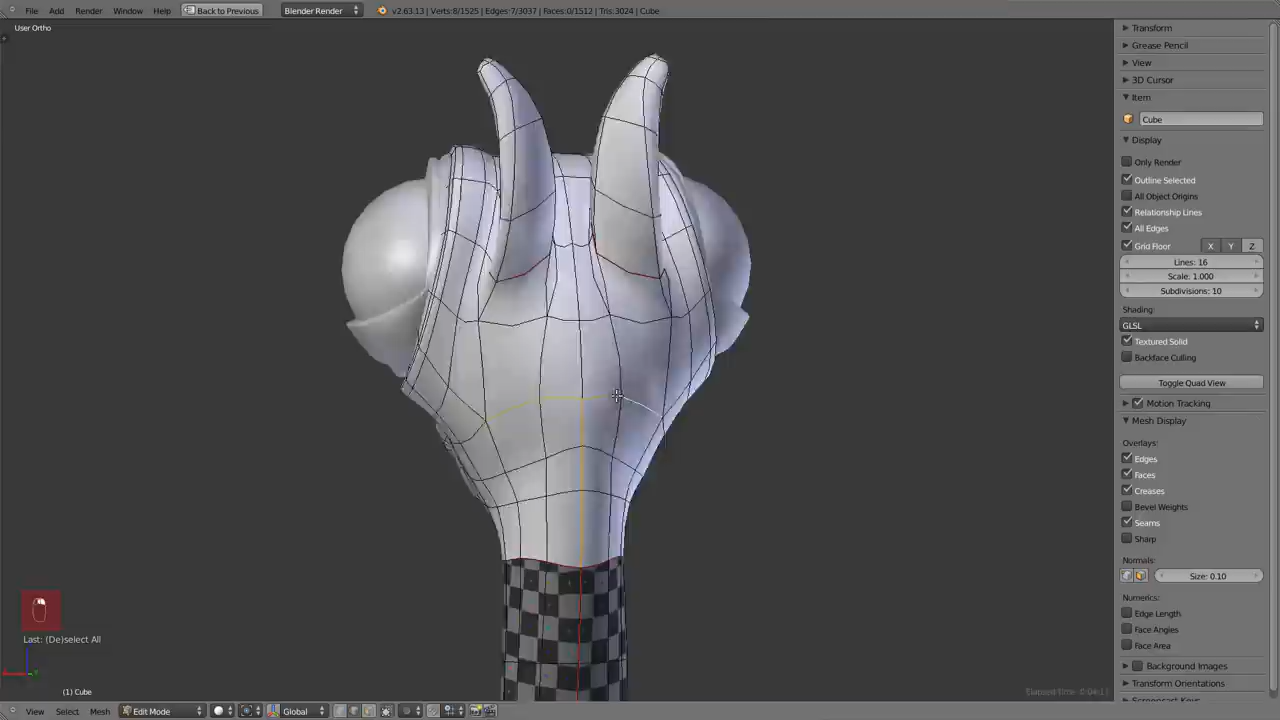 File Add Render Window Help Back to Previous Blender Render v2.63.13 | Verts:8/1525 | Edges:7/3037 | Faces:0/1512 | Tris:3024 | Cube
User Ortho
Transform
Grease Pencil
View
3D Cursor
Item
Cube
Display
Only Render
Outline Selected
All Object Origins
Relationship Lines
All Edges
Grid Floor X Y Z
Lines: 16
Scale: 1.000
Subdivisions: 10
Shading:
GLSL
Textured Solid
Backface Culling
Toggle Quad View
Motion Tracking
Mesh Display
Overlays:
Edges
Faces
Creases
Bevel Weights
Seams
Sharp
Normals:
Size: 0.10
Numerics:
Edge Length
Face Angles
Face Area
Background Images
Transform Orientations
Screencast Keys
Last: (De)select All
(1) Cube
View Select Mesh Edit Mode Global